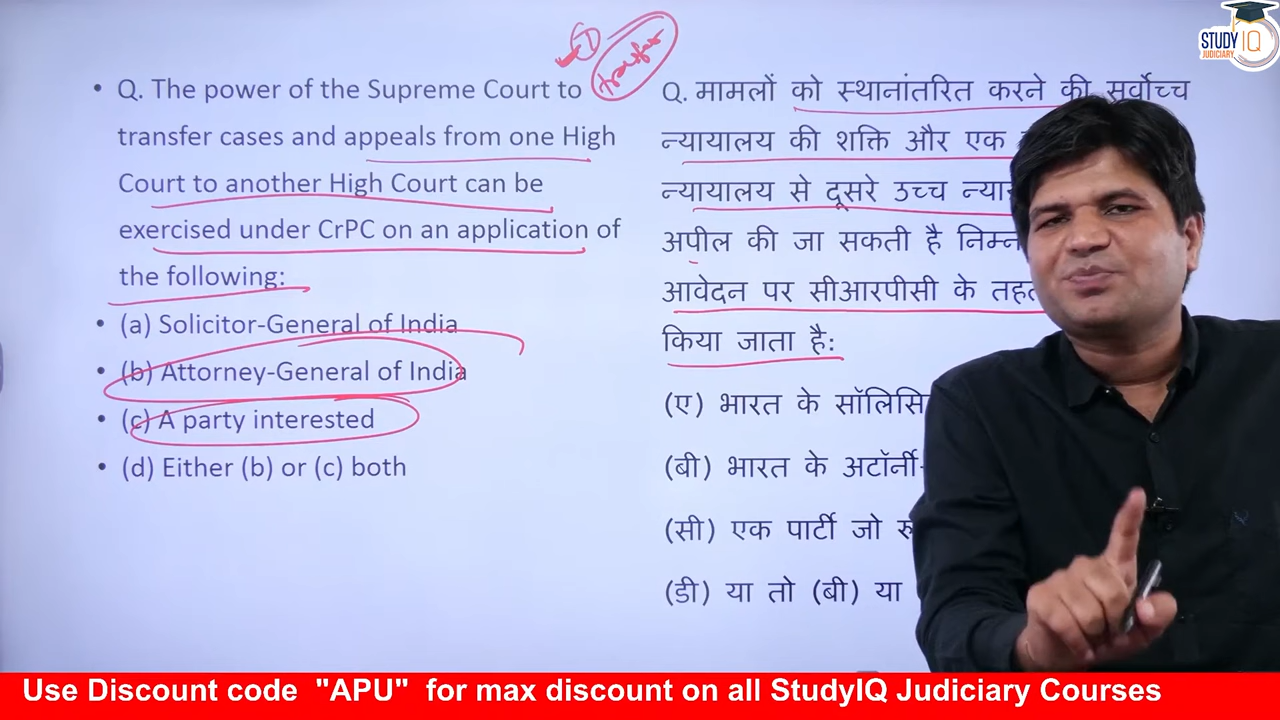 STUDY IQ
JUDICIARY
transfer
• Q. The power of the Supreme Court to
transfer cases and appeals from one High
Court to another High Court can be
exercised under CrPC on an application of
the following:
• (a) Solicitor-General of India
• (b) Attorney-General of India
• (c) A party interested
• (d) Either (b) or (c) both
Q. मामलों को स्थानांतरित करने की सर्वोच्च
न्यायालय की शक्ति और एक
न्यायालय से दूसरे उच्च
अपील की जा सकती है
आवेदन पर सीआरपीसी के तहत
किया जाता है:
(ए) भारत के
(बी) भारत के अटॉर्नी-
(सी) एक पार्टी जो
(डी) या तो (बी) या
Use Discount code "APU" for max discount on all StudyIQ Judiciary Courses